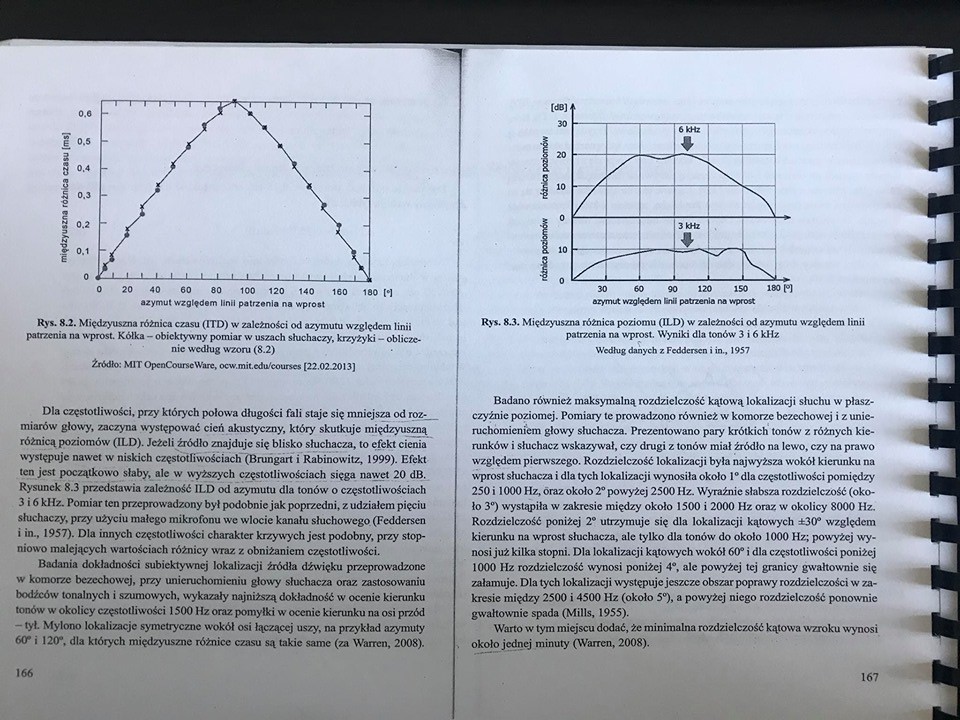 międzyuszna różnica czasu [ms]
0,6
0,5
0,4
0,3
0,2
0,1
0
0 20 40 60 80 100 120 140 160 180 [°]
azymut względem linii patrzenia na wprost
Rys. 8.2. Międzyuszna różnica czasu (ITD) w zależności od azymutu względem linii
patrzenia na wprost. Kółka – obiektywny pomiar w uszach słuchaczy, krzyżyki – oblicze-
nie według wzoru (8.2)
Źródło: MIT OpenCourseWare, ocw.mit.edu/courses [22.02.2013]
Dla częstotliwości, przy których połowa długości fali staje się mniejsza od roz-
miarów głowy, zaczyna występować cień akustyczny, który skutkuje międzyuszną
różnicą poziomów (ILD). Jeżeli źródło znajduje się blisko słuchacza, to efekt cienia
występuje nawet w niskich częstotliwościach (Brungart i Rabinowitz, 1999). Efekt
ten jest początkowo słaby, ale w wyższych częstotliwościach sięga nawet 20 dB.
Rysunek 8.3 przedstawia zależność ILD od azymutu dla tonów o częstotliwościach
3 i 6 kHz. Pomiar ten przeprowadzony był podobnie jak poprzedni, z udziałem pięciu
słuchaczy, przy użyciu małego mikrofonu we wlocie kanału słuchowego (Feddersen
i in., 1957). Dla innych częstotliwości charakter krzywych jest podobny, przy stop-
niowo malejących wartościach różnicy wraz z obniżaniem częstotliwości.
Badania dokładności subiektywnej lokalizacji źródła dźwięku przeprowadzone
w komorze bezechowej, przy unieruchomieniu głowy słuchacza oraz zastosowaniu
bodźców tonalnych i szumowych, wykazały najniższą dokładność w ocenie kierunku
tonów w okolicy częstotliwości 1500 Hz oraz pomyłki w ocenie kierunku na osi przód
– tył. Mylono lokalizacje symetryczne wokół osi łączącej uszy, na przykład azymuty
60° i 120°, dla których międzyuszne różnice czasu są takie same (za Warren, 2008).
166
[dB]
różnica poziomów
30
20
10
0
6 kHz
różnica poziomów
10
0
3 kHz
30 60 90 120 150 180 [°]
azymut względem linii patrzenia na wprost
Rys. 8.3. Międzyuszna różnica poziomu (ILD) w zależności od azymutu względem linii
patrzenia na wprost. Wyniki dla tonów 3 i 6 kHz
Według danych z Feddersen i in., 1957
Badano również maksymalną rozdzielczość kątową lokalizacji słuchu w płasz-
czyźnie poziomej. Pomiary te prowadzono również w komorze bezechowej i z unie-
ruchomieniem głowy słuchacza. Prezentowano pary krótkich tonów z różnych kie-
runków i słuchacz wskazywał, czy drugi z tonów miał źródło na lewo, czy na prawo
względem pierwszego. Rozdzielczość lokalizacji była najwyższa wokół kierunku na
wprost słuchacza i dla tych lokalizacji wynosiła około 1° dla częstotliwości pomiędzy
250 i 1000 Hz, oraz około 2° powyżej 2500 Hz. Wyraźnie słabsza rozdzielczość (oko-
ło 3°) wystąpiła w zakresie między około 1500 i 2000 Hz oraz w okolicy 8000 Hz.
Rozdzielczość poniżej 2° utrzymuje się dla lokalizacji kątowych ±30° względem
kierunku na wprost słuchacza, ale tylko dla tonów do około 1000 Hz; powyżej wy-
nosi już kilka stopni. Dla lokalizacji kątowych wokół 60° i dla częstotliwości poniżej
1000 Hz rozdzielczość wynosi poniżej 4°, ale powyżej tej granicy gwałtownie się
załamuje. Dla tych lokalizacji występuje jeszcze obszar poprawy rozdzielczości w za-
kresie między 2500 i 4500 Hz (około 5°), a powyżej niego rozdzielczość ponownie
gwałtownie spada (Mills, 1955).
Warto w tym miejscu dodać, że minimalna rozdzielczość kątowa wzroku wynosi
około jednej minuty (Warren, 2008).
167